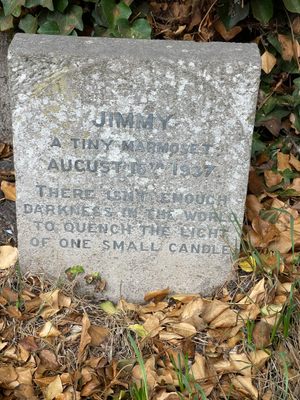 JIMMY
A TINY MARMOSET
AUGUST 16TH 1937
THERE ISN'T ENOUGH
DARKNESS IN THE WORLD
TO QUENCH THE LIGHT
OF ONE SMALL CANDLE